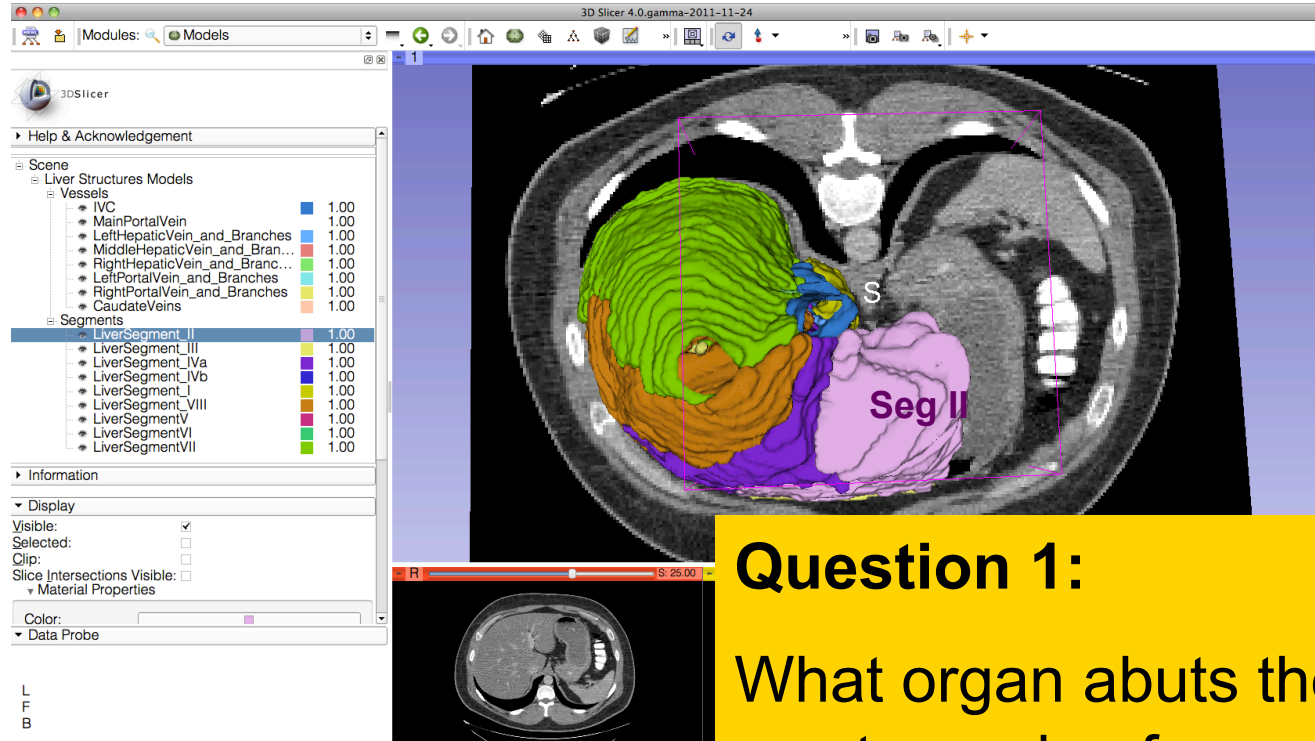 3D Slicer 4.0.gamma-2011-11-24
Modules: Models
3DSlicer
Help & Acknowledgement
Scene
Liver Structures Models
Vessels
IVC 1.00
MainPortalVein 1.00
LeftHepaticVein_and_Branches 1.00
MiddleHepaticVein_and_Bran... 1.00
RightHepaticVein_and_Branc... 1.00
LeftPortalVein_and_Branches 1.00
RightPortalVein_and_Branches 1.00
CaudateVeins 1.00
Segments
LiverSegment_II 1.00
LiverSegment_III 1.00
LiverSegment_IVa 1.00
LiverSegment_IVb 1.00
LiverSegment_I 1.00
LiverSegment_VIII 1.00
LiverSegmentV 1.00
LiverSegmentVI 1.00
LiverSegmentVII 1.00
Information
Display
Visible:
Selected:
Clip:
Slice Intersections Visible:
Material Properties
Color:
Data Probe
L
F
B
1
S
Seg II
R S: 25.00
Question 1:
What organ abuts the